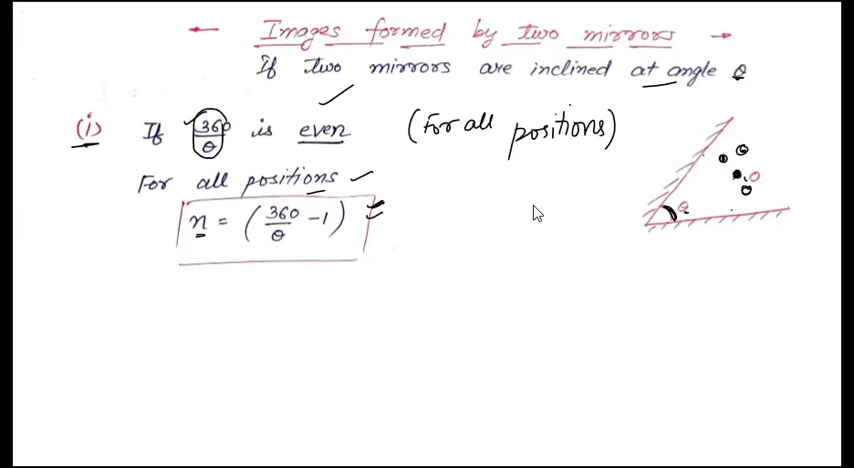 ← Images formed by two mirrors →
If two mirrors are inclined at angle θ
(i) If 360/θ is even (For all positions)
For all positions
n = (360/θ - 1)
O
θ